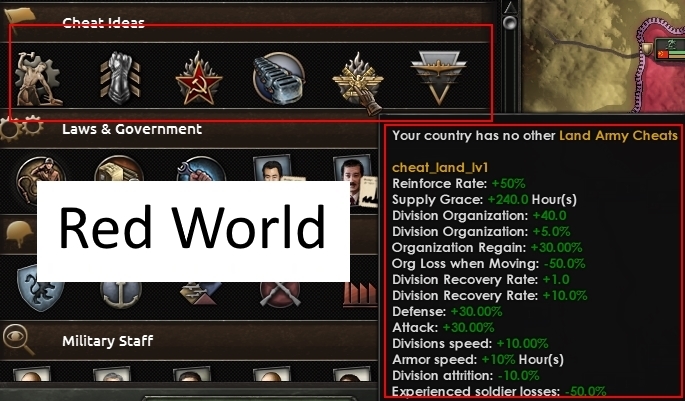 Cheat Ideas
Laws & Government
Red World
Military Staff
Your country has no other Land Army Cheats
cheat_land_lv1
Reinforce Rate: +50%
Supply Grace: +240.0 Hour(s)
Division Organization: +40.0
Division Organization: +5.0%
Organization Regain: +30.00%
Org Loss when Moving: -50.0%
Division Recovery Rate: +1.0
Division Recovery Rate: +10.0%
Defense: +30.00%
Attack: +30.00%
Divisions speed: +10.00%
Armor speed: +10% Hour(s)
Division attrition: -10.0%
Experienced soldier losses: -50.0%